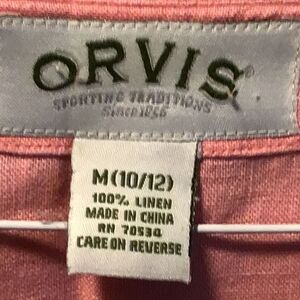 ORVIS
SPORTING TRADITIONS
Since 1856
M(10/12)
100% LINEN
MADE IN CHINA
RN 70534
CARE ON REVERSE